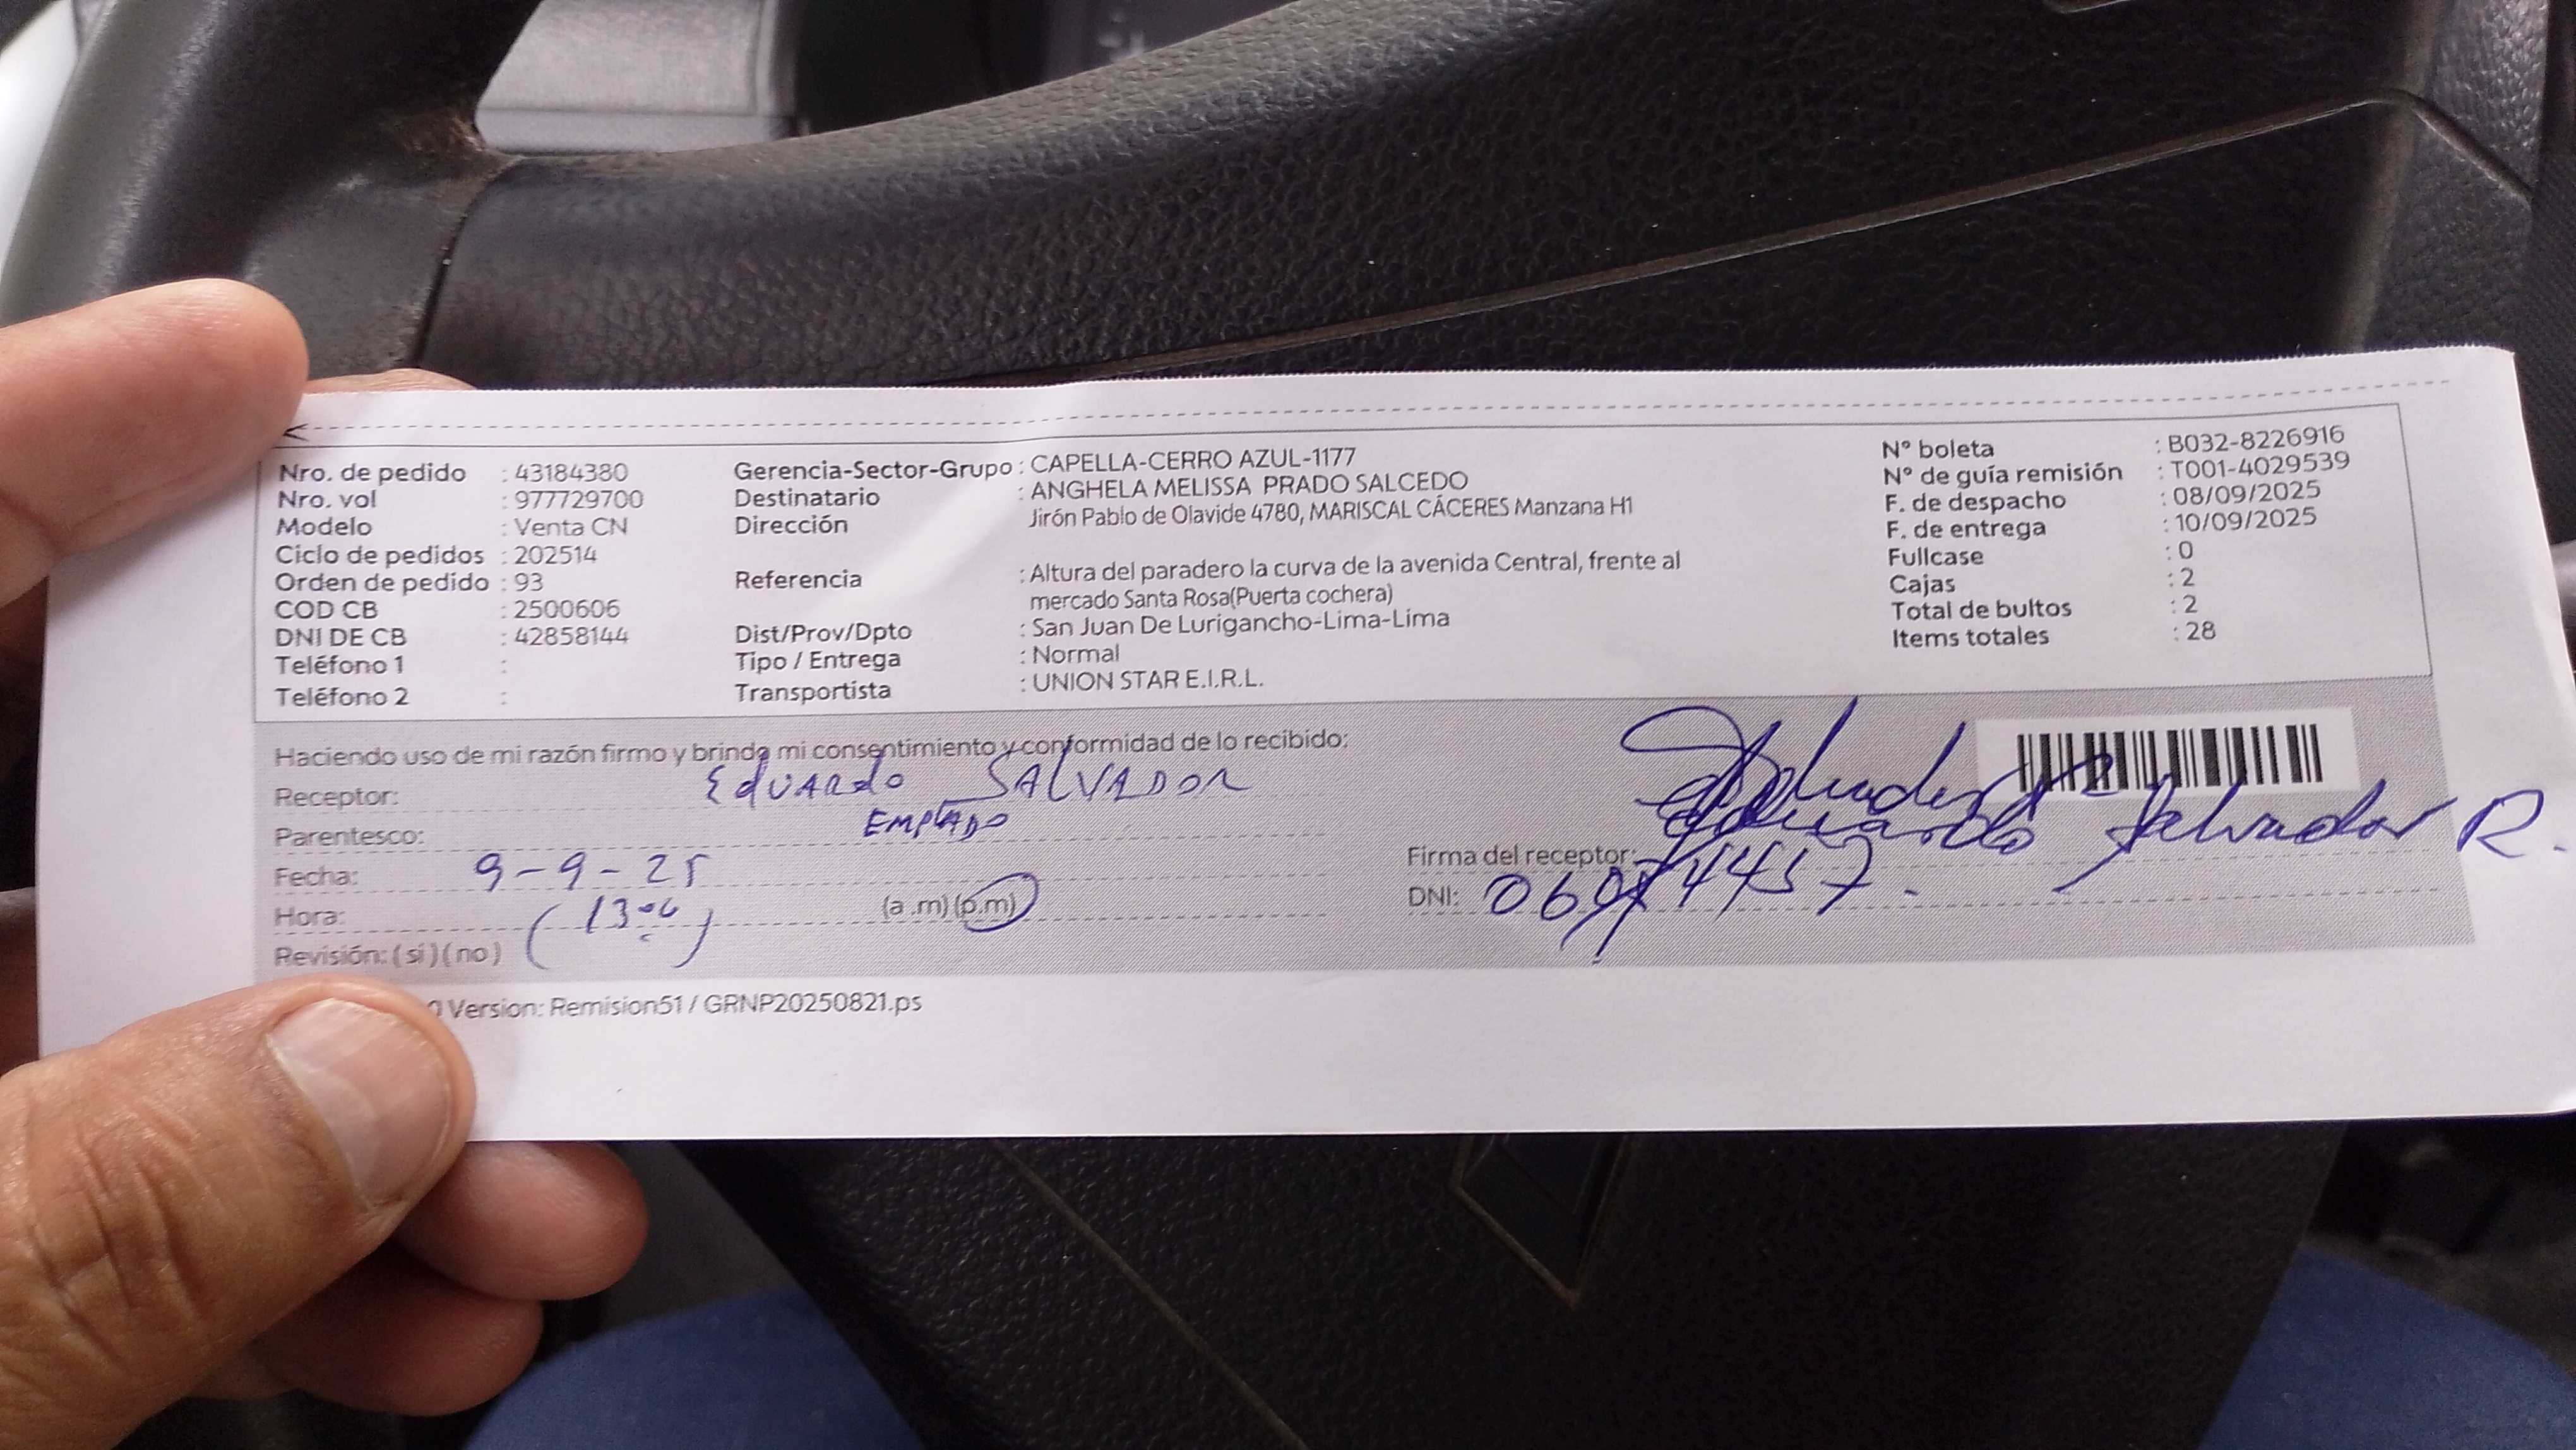 Nro. de pedido : 43184380
Nro. vol : 977729700
Modelo : Venta CN
Ciclo de pedidos : 202514
Orden de pedido : 93
COD CB : 2500606
DNI DE CB : 42858144
Teléfono 1 :
Teléfono 2 :
Gerencia-Sector-Grupo : CAPELLA-CERRO AZUL-1177
Destinatario : ANGHELA MELISSA PRADO SALCEDO
Dirección Jirón Pablo de Olavide 4780, MARISCAL CÁCERES Manzana H1
Referencia : Altura del paradero la curva de la avenida Central, frente al
mercado Santa Rosa(Puerta cochera)
Dist/Prov/Dpto : San Juan De Lurigancho-Lima-Lima
Tipo / Entrega : Normal
Transportista : UNION STAR E.I.R.L.
N° boleta : B032-8226916
N° de guía remisión : T001-4029539
F. de despacho : 08/09/2025
F. de entrega : 10/09/2025
Fullcase : 0
Cajas : 2
Total de bultos : 2
Items totales : 28
Haciendo uso de mi razón firmo y brindo mi consentimiento y conformidad de lo recibido:
Receptor: EDUARDO SALVADOR
Parentesco:
Fecha: 9-9-25
Hora: (a.m)(p.m)
Revisión: (si)(no)
Eduardo Salvador R.
Firma del receptor:
DNI:
Version: Remision51 / GRNP20250821.ps